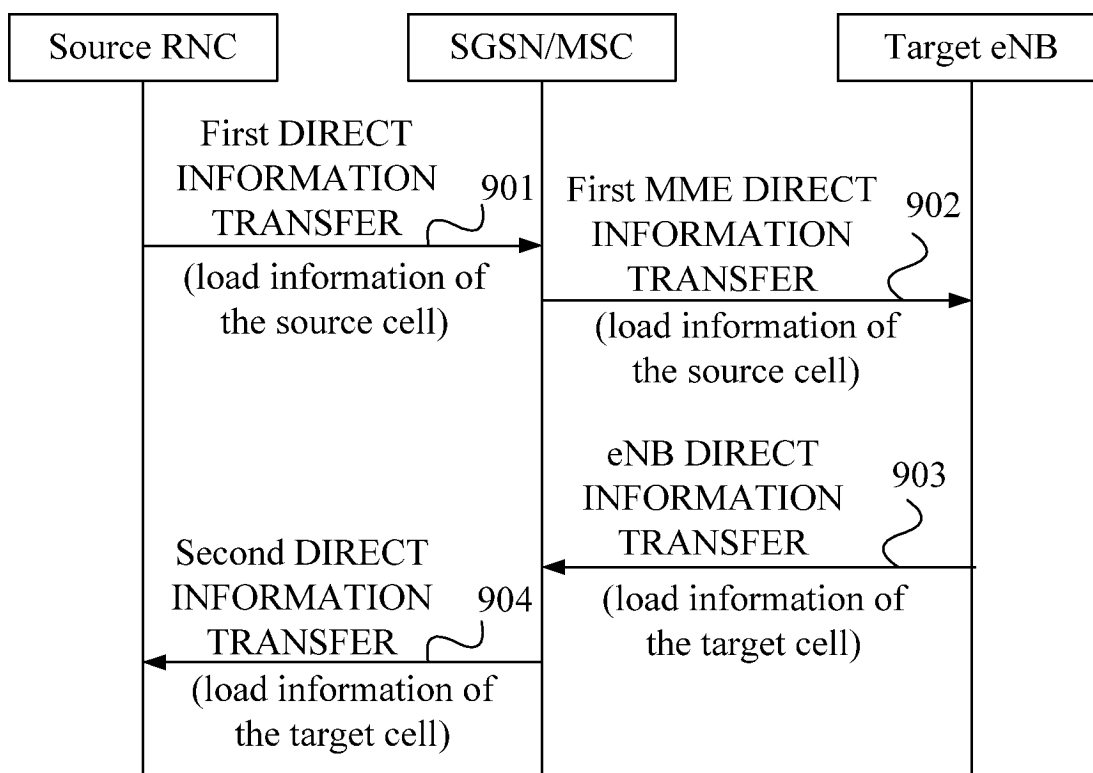 Source RNC
SGSN/MSC
Target eNB
First DIRECT
INFORMATION
TRANSFER
901
(load information of
the source cell)
First MME DIRECT
INFORMATION
TRANSFER
902
(load information of
the source cell)
eNB DIRECT
INFORMATION
TRANSFER
903
(load information of
the target cell)
Second DIRECT
INFORMATION
TRANSFER
904
(load information of
the target cell)